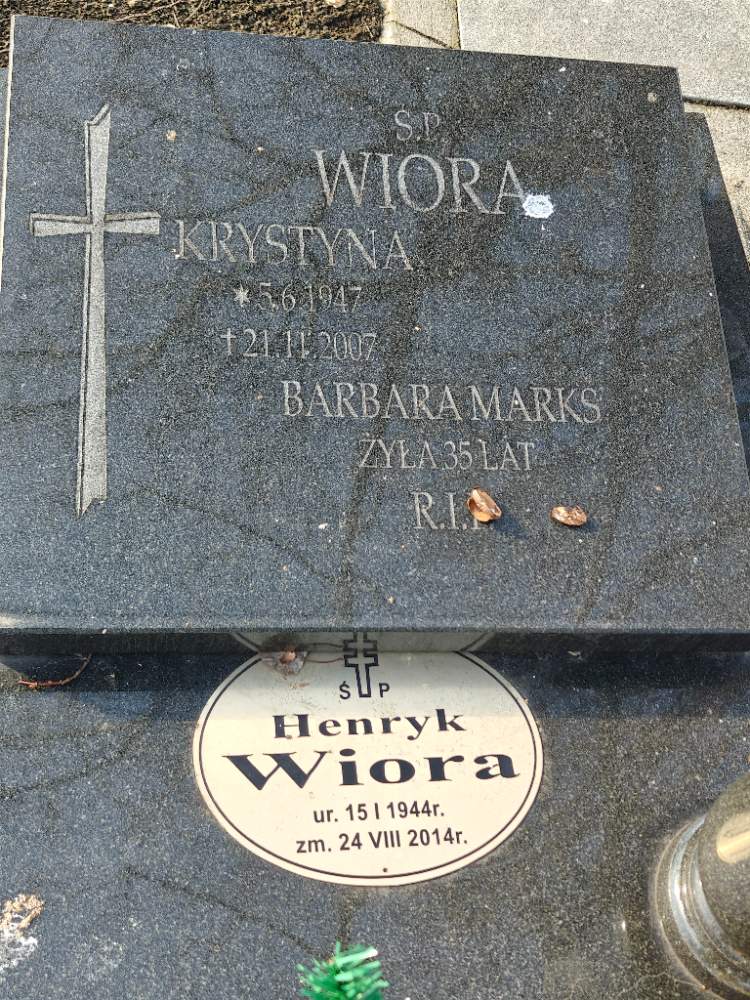 Ś.P.
WIORA
KRYSTYNA
* 5.6.1947
† 21.11.2007
BARBARA MARKS
ŻYŁA 35 LAT
R.I.P
Ś P
Henryk
Wiora
ur. 15 I 1944r.
zm. 24 VIII 2014r.